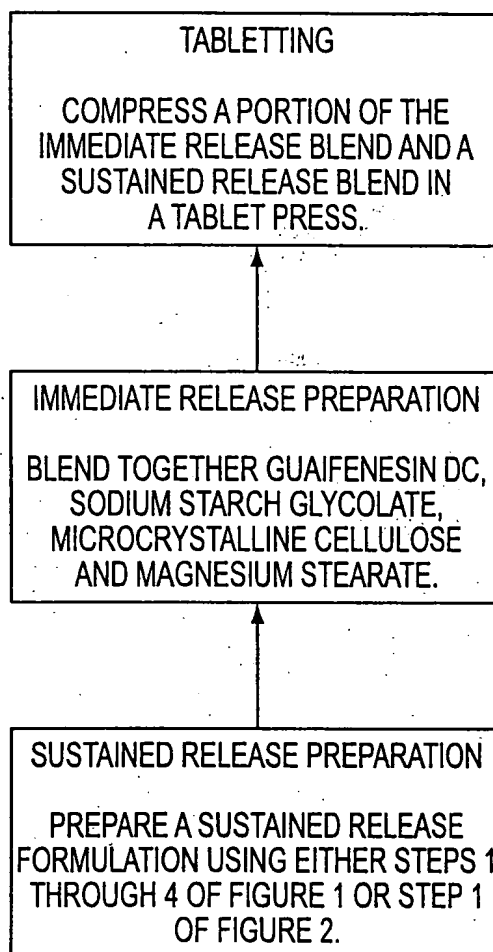 TABLETTING
COMPRESS A PORTION OF THE
IMMEDIATE RELEASE BLEND AND A
SUSTAINED RELEASE BLEND IN
A TABLET PRESS.
IMMEDIATE RELEASE PREPARATION
BLEND TOGETHER GUAIFENESIN DC,
SODIUM STARCH GLYCOLATE,
MICROCRYSTALLINE CELLULOSE
AND MAGNESIUM STEARATE.
SUSTAINED RELEASE PREPARATION
PREPARE A SUSTAINED RELEASE
FORMULATION USING EITHER STEPS 1
THROUGH 4 OF FIGURE 1 OR STEP 1
OF FIGURE 2.